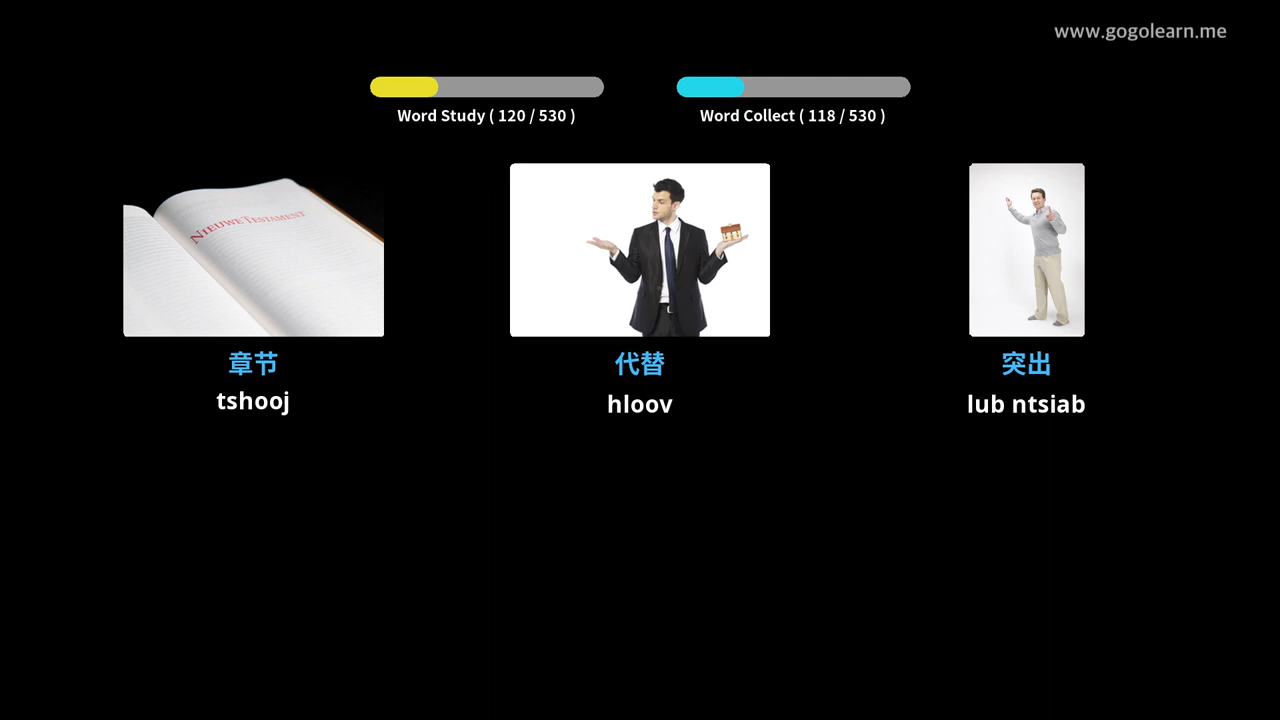 www.gogolearn.me
Word Study ( 120 / 530 )
Word Collect ( 118 / 530 )
NIEUWE TESTAMENT
章节
代替
突出
tshooj
hloov
lub ntsiab